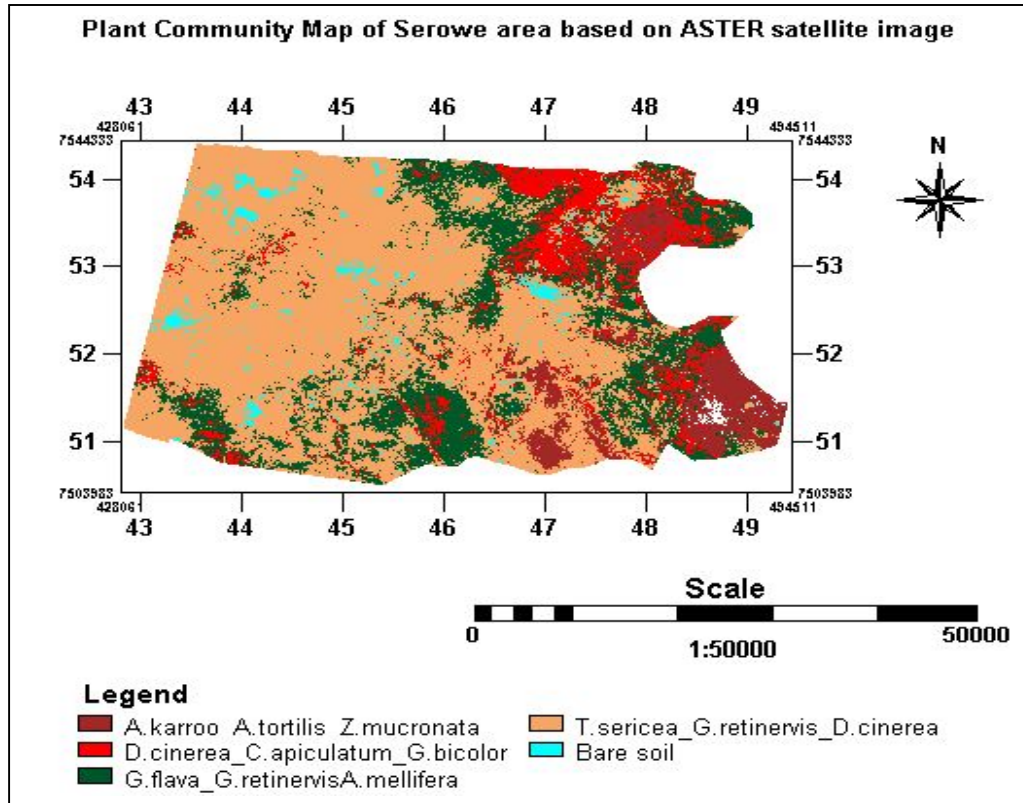 Plant Community Map of Serowe area based on ASTER satellite image
43 44 45 46 47 48 49
428061 494511
7544333 7544333
N
54 54
53 53
52 52
51 51
7503983 7503983
428061 494511
43 44 45 46 47 48 49
Scale
0 50000
1:50000
Legend
A.karroo A.tortilis Z.mucronata T.sericea_G.retinervis_D.cinerea
D.cinerea_C.apiculatum_G.bicolor Bare soil
G.flava_G.retinervisA.mellifera